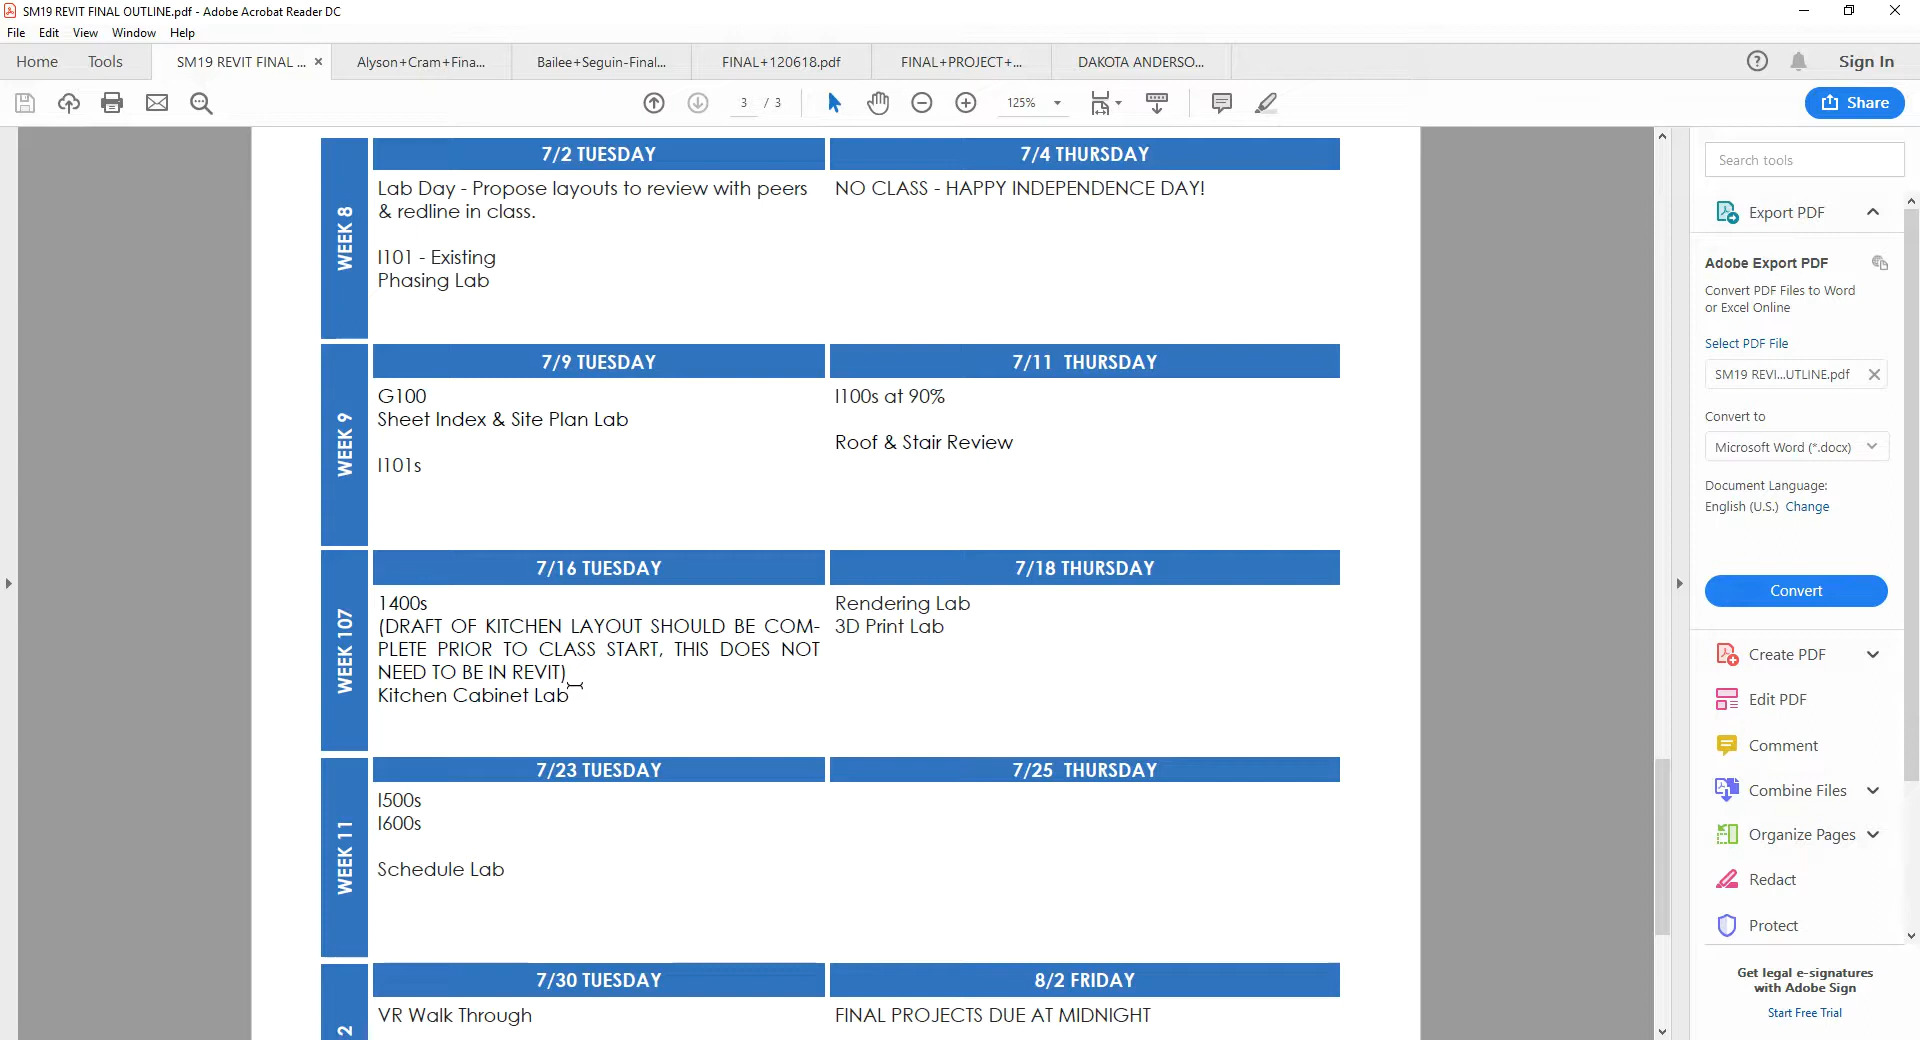 SM19 REVIT FINAL OUTLINE.pdf - Adobe Acrobat Reader DC
File Edit View Window Help
Home Tools SM19 REVIT FINAL ... × Alyson+Cram+Fina... Bailee+Seguin-Final... FINAL+120618.pdf FINAL+PROJECT+... DAKOTA ANDERSO... Sign In
3 / 3 125% Share
7/2 TUESDAY 7/4 THURSDAY
WEEK 8
Lab Day - Propose layouts to review with peers
& redline in class.
I101 - Existing
Phasing Lab
NO CLASS - HAPPY INDEPENDENCE DAY!
7/9 TUESDAY 7/11 THURSDAY
WEEK 9
G100
Sheet Index & Site Plan Lab
I101s
I100s at 90%
Roof & Stair Review
7/16 TUESDAY 7/18 THURSDAY
WEEK 107
1400s
(DRAFT OF KITCHEN LAYOUT SHOULD BE COM-
PLETE PRIOR TO CLASS START, THIS DOES NOT
NEED TO BE IN REVIT)
Kitchen Cabinet Lab
Rendering Lab
3D Print Lab
7/23 TUESDAY 7/25 THURSDAY
WEEK 11
I500s
I600s
Schedule Lab
7/30 TUESDAY 8/2 FRIDAY
2
VR Walk Through
FINAL PROJECTS DUE AT MIDNIGHT
Search tools
Export PDF
Adobe Export PDF
Convert PDF Files to Word
or Excel Online
Select PDF File
SM19 REVI...UTLINE.pdf
Convert to
Microsoft Word (*.docx)
Document Language:
English (U.S.) Change
Convert
Create PDF
Edit PDF
Comment
Combine Files
Organize Pages
Redact
Protect
Get legal e-signatures
with Adobe Sign
Start Free Trial